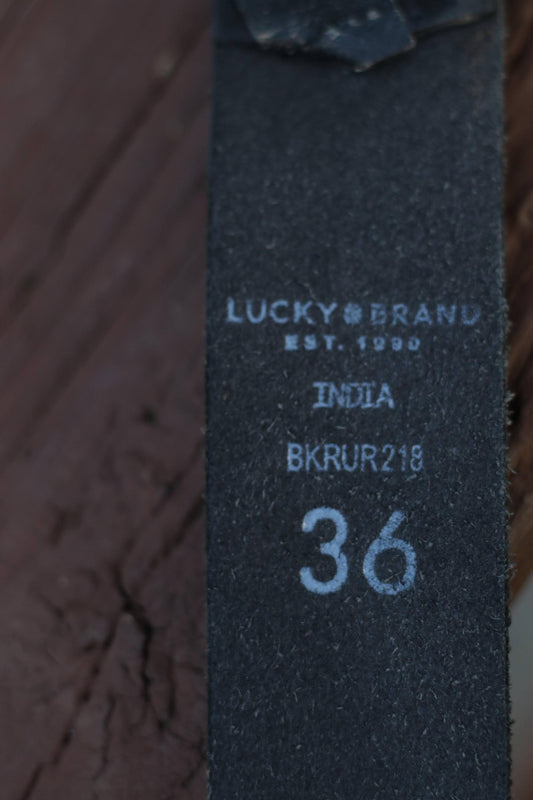 LUCKY BRAND
EST. 1990
INDIA
BKRUR218
36